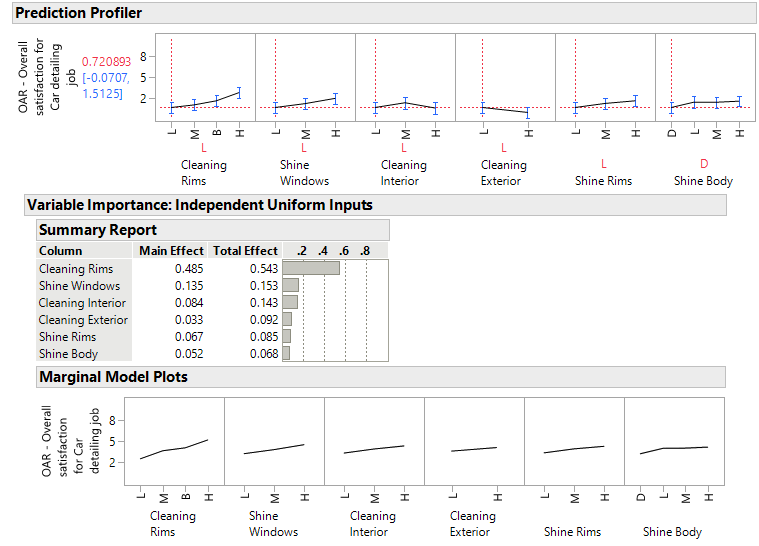 Prediction Profiler
OAR - Overall
satisfaction for
Car detailing
job
0.720893
[-0.0707,
1.5125]
8
5
2
L M B H
L M H
L M H
L H
L M H
D L M H
L
Cleaning
Rims
L
Shine
Windows
L
Cleaning
Interior
L
Cleaning
Exterior
L
Shine Rims
D
Shine Body
Variable Importance: Independent Uniform Inputs
Summary Report
Column Main Effect Total Effect .2 .4 .6 .8
Cleaning Rims 0.485 0.543
Shine Windows 0.135 0.153
Cleaning Interior 0.084 0.143
Cleaning Exterior 0.033 0.092
Shine Rims 0.067 0.085
Shine Body 0.052 0.068
Marginal Model Plots
OAR - Overall
satisfaction
for Car
detailing job
8
5
2
L M B H
L M H
L M H
L H
L M H
D L M H
Cleaning
Rims
Shine
Windows
Cleaning
Interior
Cleaning
Exterior
Shine Rims
Shine Body